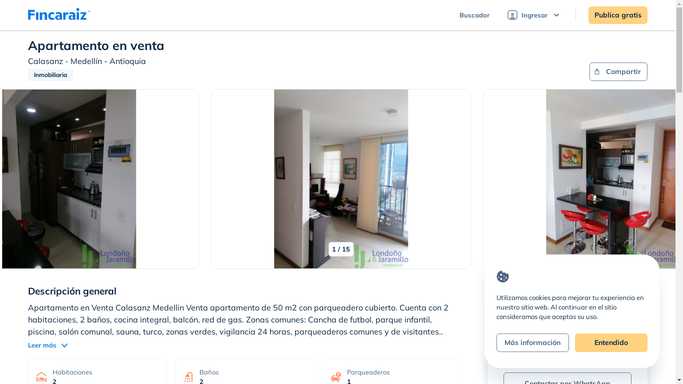 Fincaraiz
Buscador
Ingresar
Publica gratis
Apartamento en venta
Calasanz - Medellín - Antioquia
Inmobiliaria
Compartir
1 / 15
Londoño
& Jaramillo
Londoño
& Jaramillo
Descripción general
Apartamento en Venta Calasanz Medellin Venta apartamento de 50 m2 con parqueadero cubierto. Cuenta con 2
habitaciones, 2 baños, cocina integral, balcón, red de gas. Zonas comunes: Cancha de futbol, parque infantil,
piscina, salón comunal, sauna, turco, zonas verdes, vigilancia 24 horas, parqueaderos comunes y de visitantes...
Leer más
Habitaciones
2
Baños
2
Parqueaderos
1
Utilizamos cookies para mejorar tu experiencia en
nuestro sitio web. Al continuar en el sitio
consideramos que aceptas su uso.
Más información
Entendido
Contactar por WhatsApp